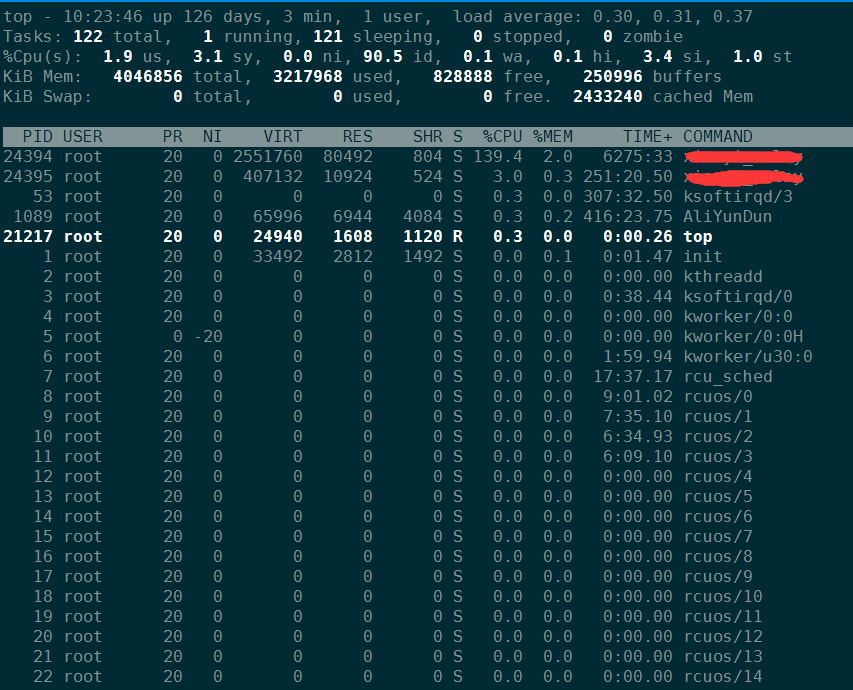 top - 10:23:46 up 126 days, 3 min,  1 user,  load average: 0.30, 0.31, 0.37
Tasks: 122 total,   1 running, 121 sleeping,   0 stopped,   0 zombie
%Cpu(s):  1.9 us,  3.1 sy,  0.0 ni, 90.5 id,  0.1 wa,  0.1 hi,  3.4 si,  1.0 st
KiB Mem:   4046856 total,  3217968 used,   828888 free,   250996 buffers
KiB Swap:        0 total,        0 used,        0 free.  2433240 cached Mem
PID USER      PR  NI    VIRT    RES    SHR S  %CPU %MEM     TIME+ COMMAND
24394 root      20   0 2551760  80492    804 S 139.4  2.0   6275:33
24395 root      20   0  407132  10924    524 S   3.0  0.3 251:20.50
53 root      20   0       0      0      0 S   0.3  0.0 307:32.50 ksoftirqd/3
1089 root      20   0   65996   6944   4084 S   0.3  0.2 416:23.75 AliYunDun
21217 root      20   0   24940   1608   1120 R   0.3  0.0   0:00.26 top
1 root      20   0   33492   2812   1492 S   0.0  0.1   0:01.47 init
2 root      20   0       0      0      0 S   0.0  0.0   0:00.00 kthreadd
3 root      20   0       0      0      0 S   0.0  0.0   0:38.44 ksoftirqd/0
4 root      20   0       0      0      0 S   0.0  0.0   0:00.00 kworker/0:0
5 root       0 -20       0      0      0 S   0.0  0.0   0:00.00 kworker/0:0H
6 root      20   0       0      0      0 S   0.0  0.0   1:59.94 kworker/u30:0
7 root      20   0       0      0      0 S   0.0  0.0  17:37.17 rcu_sched
8 root      20   0       0      0      0 S   0.0  0.0   9:01.02 rcuos/0
9 root      20   0       0      0      0 S   0.0  0.0   7:35.10 rcuos/1
10 root      20   0       0      0      0 S   0.0  0.0   6:34.93 rcuos/2
11 root      20   0       0      0      0 S   0.0  0.0   6:09.10 rcuos/3
12 root      20   0       0      0      0 S   0.0  0.0   0:00.00 rcuos/4
13 root      20   0       0      0      0 S   0.0  0.0   0:00.00 rcuos/5
14 root      20   0       0      0      0 S   0.0  0.0   0:00.00 rcuos/6
15 root      20   0       0      0      0 S   0.0  0.0   0:00.00 rcuos/7
16 root      20   0       0      0      0 S   0.0  0.0   0:00.00 rcuos/8
17 root      20   0       0      0      0 S   0.0  0.0   0:00.00 rcuos/9
18 root      20   0       0      0      0 S   0.0  0.0   0:00.00 rcuos/10
19 root      20   0       0      0      0 S   0.0  0.0   0:00.00 rcuos/11
20 root      20   0       0      0      0 S   0.0  0.0   0:00.00 rcuos/12
21 root      20   0       0      0      0 S   0.0  0.0   0:00.00 rcuos/13
22 root      20   0       0      0      0 S   0.0  0.0   0:00.00 rcuos/14